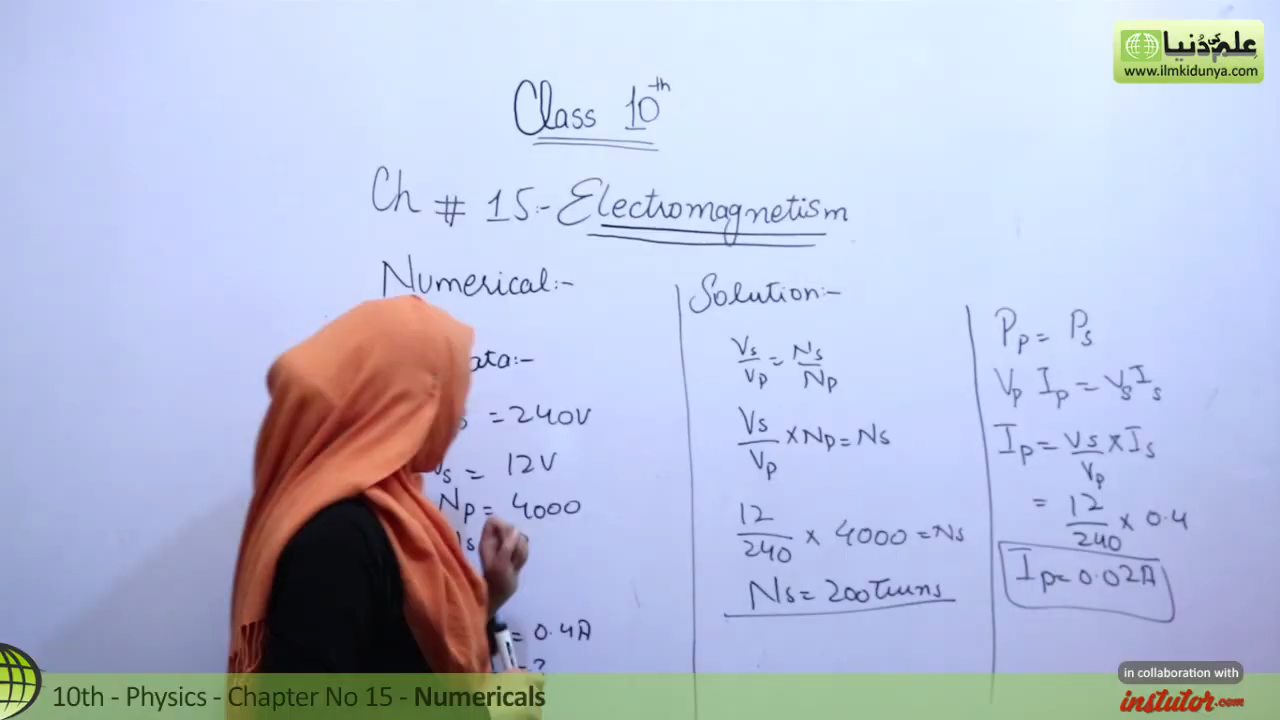 علم کی دُنیا
www.ilmkidunya.com
Class 10th
Ch # 15:- Electromagnetism
Numerical:-
ata:-
= 240V
s = 12V
Np = 4000
s
= 0.4A
= ?
Solution:-
Vs/Vp = Ns/Np
Vs/Vp × Np = Ns
12/240 × 4000 = Ns
Ns = 200 Turns
Pp = Ps
Vp Ip = Vs Is
Ip = Vs/Vp × Is
= 12/240 × 0.4
Ip = 0.02A
in collaboration with
instutor.com
10th - Physics - Chapter No 15 - Numericals